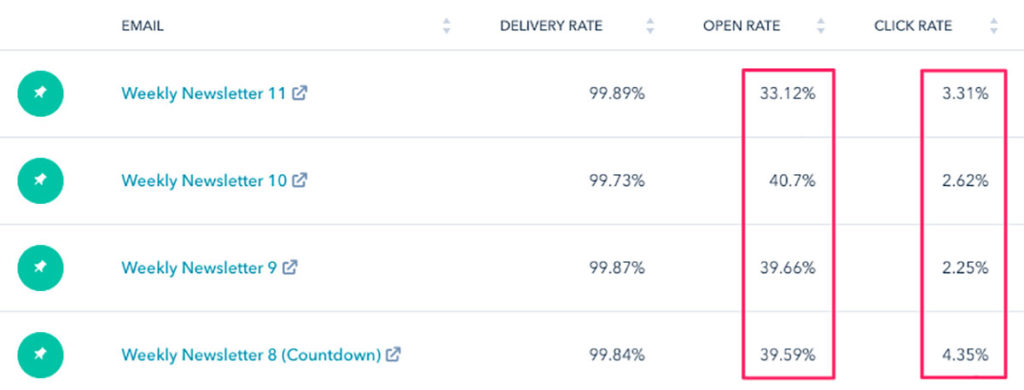 EMAIL DELIVERY RATE OPEN RATE CLICK RATE
Weekly Newsletter 11 99.89% 33.12% 3.31%
Weekly Newsletter 10 99.73% 40.7% 2.62%
Weekly Newsletter 9 99.87% 39.66% 2.25%
Weekly Newsletter 8 (Countdown) 99.84% 39.59% 4.35%